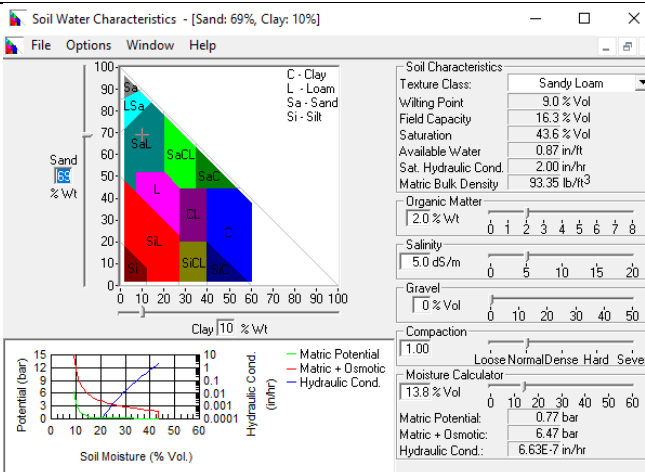 Soil Water Characteristics - [Sand: 69%, Clay: 10%]
File Options Window Help
C - Clay
L - Loam
Sa - Sand
Si - Silt
100
90
80
70
60
50
40
30
20
10
0
Sand
69
% Wt
Sa
LSa
SaL
SaCL
SaC
L
CL
C
SiL
SiCL
SiC
Si
0 10 20 30 40 50 60 70 80 90 100
Clay 10 % Wt
Soil Characteristics
Texture Class: Sandy Loam
Wilting Point 9.0 % Vol
Field Capacity 16.3 % Vol
Saturation 43.6 % Vol
Available Water 0.87 in/ft
Sat. Hydraulic Cond. 2.00 in/hr
Matric Bulk Density 93.35 lb/ft3
Organic Matter
2.0 % Wt
0 1 2 3 4 5 6 7 8
Salinity
5.0 dS/m
0 5 10 15 20
Gravel
0 % Vol
0 10 20 30 40 50
Compaction
1.00
Loose Normal Dense Hard Seve
Moisture Calculator
13.8 % Vol
0 10 20 30 40 50
Matric Potential: 0.77 bar
Matric + Osmotic: 6.47 bar
Hydraulic Cond.: 6.63E-7 in/hr
Potential (bar)
15
12
9
6
3
0
0 10 20 30 40 50 60
Soil Moisture (% Vol.)
10
1
0.1
0.01
0.001
0.0001
Hydraulic Cond.
(in/hr)
Matric Potential
Matric + Osmotic
Hydraulic Cond.